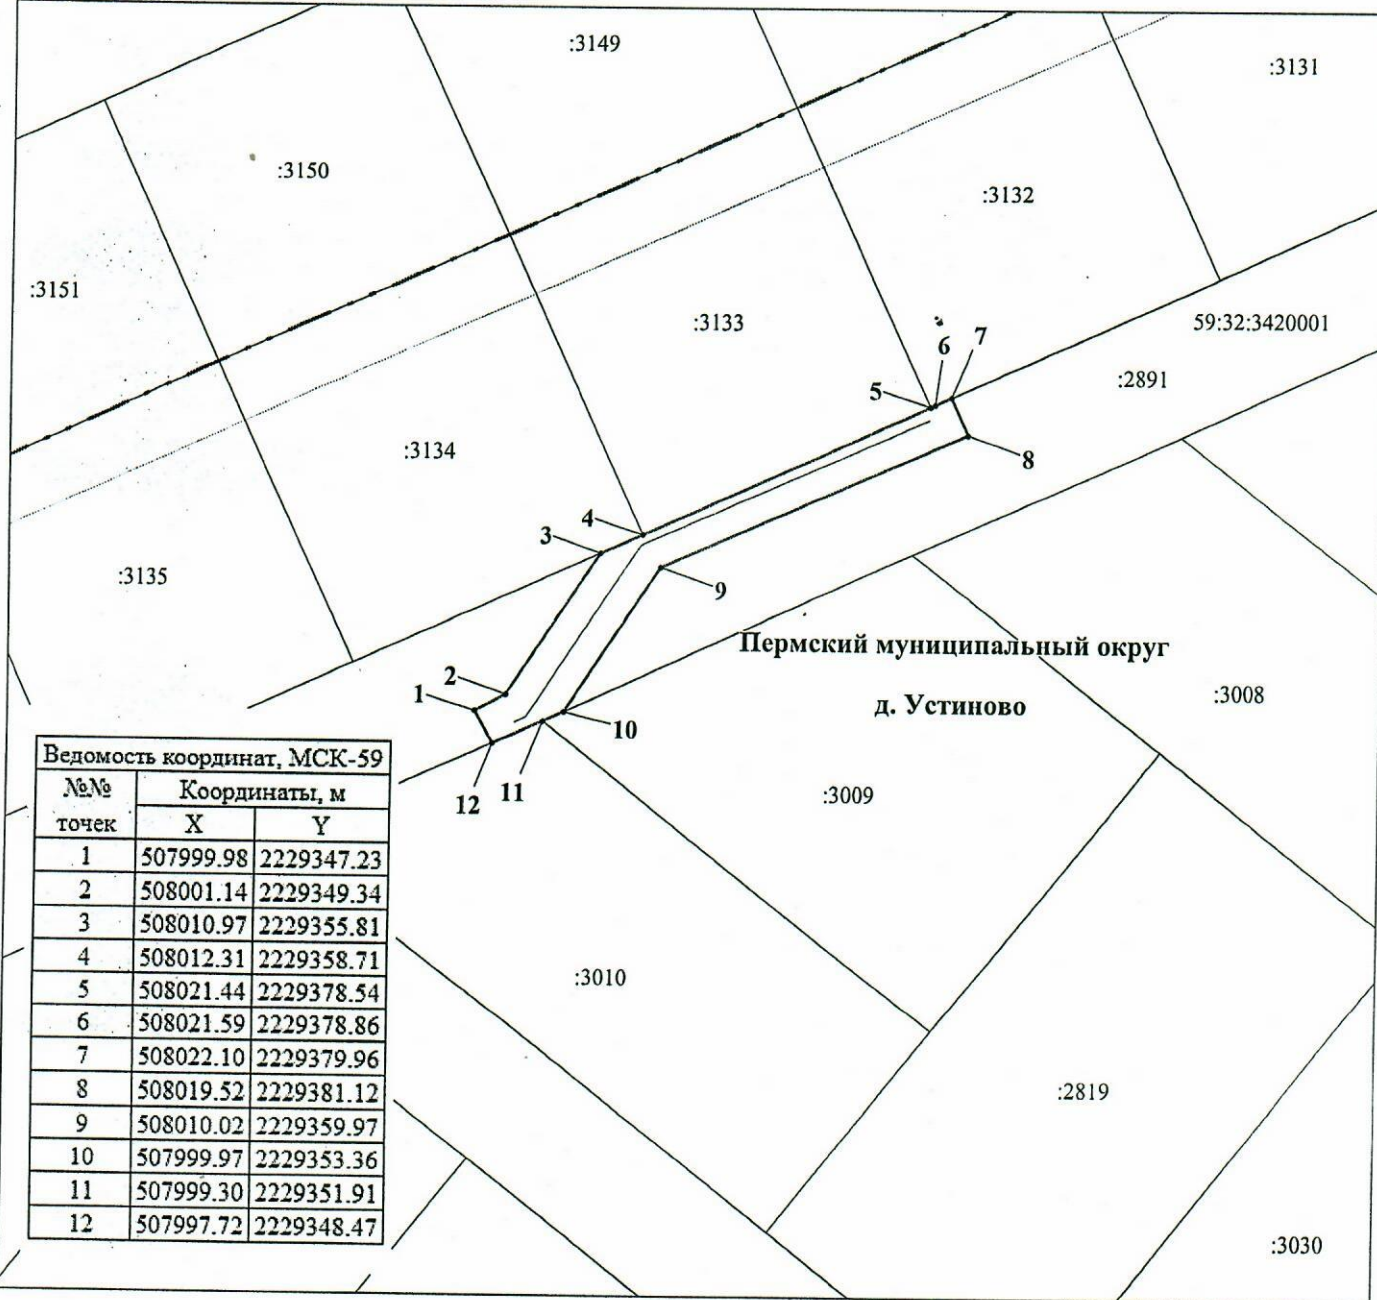 :3149
:3131
:3150
:3132
:3151
:3133
59:32:3420001
6
7
:2891
5
:3134
8
4
3
:3135
9
Пермский муниципальный округ
2
1
:3008
д. Устиново
10
Ведомость координат, МСК-59
№№ точек
Координаты, м
X Y
11
12
:3009
1 507999.98 2229347.23
2 508001.14 2229349.34
3 508010.97 2229355.81
4 508012.31 2229358.71
5 508021.44 2229378.54
6 508021.59 2229378.86
7 508022.10 2229379.96
8 508019.52 2229381.12
9 508010.02 2229359.97
10 507999.97 2229353.36
11 507999.30 2229351.91
12 507997.72 2229348.47
:3010
:2819
:3030